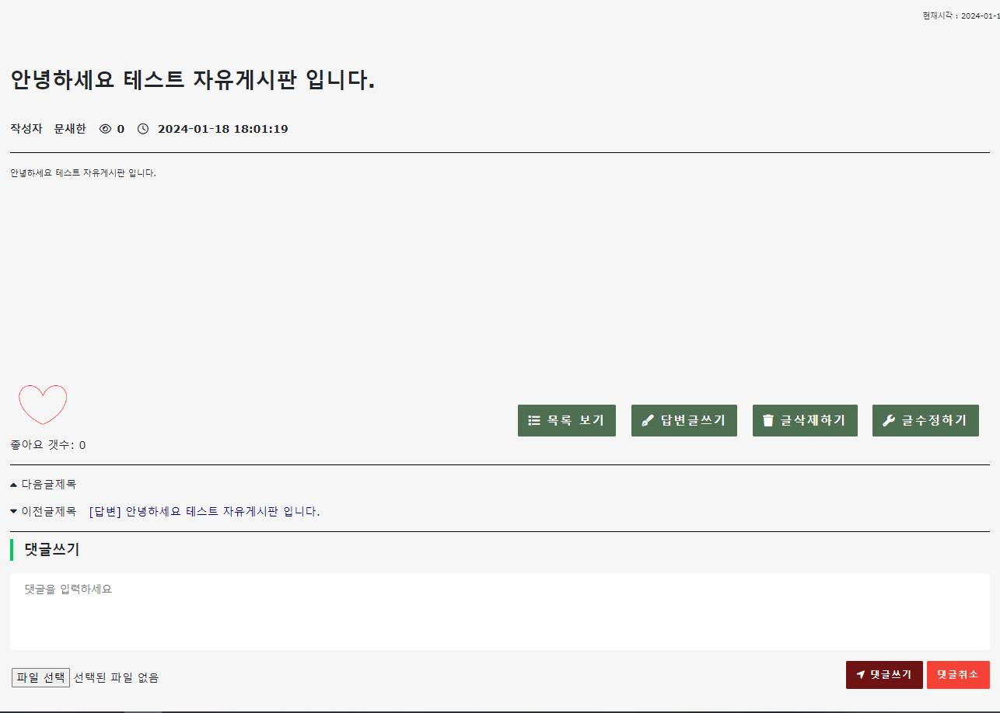 현재시각 : 2024-01-1
안녕하세요 테스트 자유게시판 입니다.
작성자 문새한 0 2024-01-18 18:01:19
안녕하세요 테스트 자유게시판 입니다.
목록 보기 답변글쓰기 글삭제하기 글수정하기
좋아요 갯수: 0
다음글제목
이전글제목 [답변] 안녕하세요 테스트 자유게시판 입니다.
댓글쓰기
댓글을 입력하세요
파일 선택 선택된 파일 없음 댓글쓰기 댓글취소